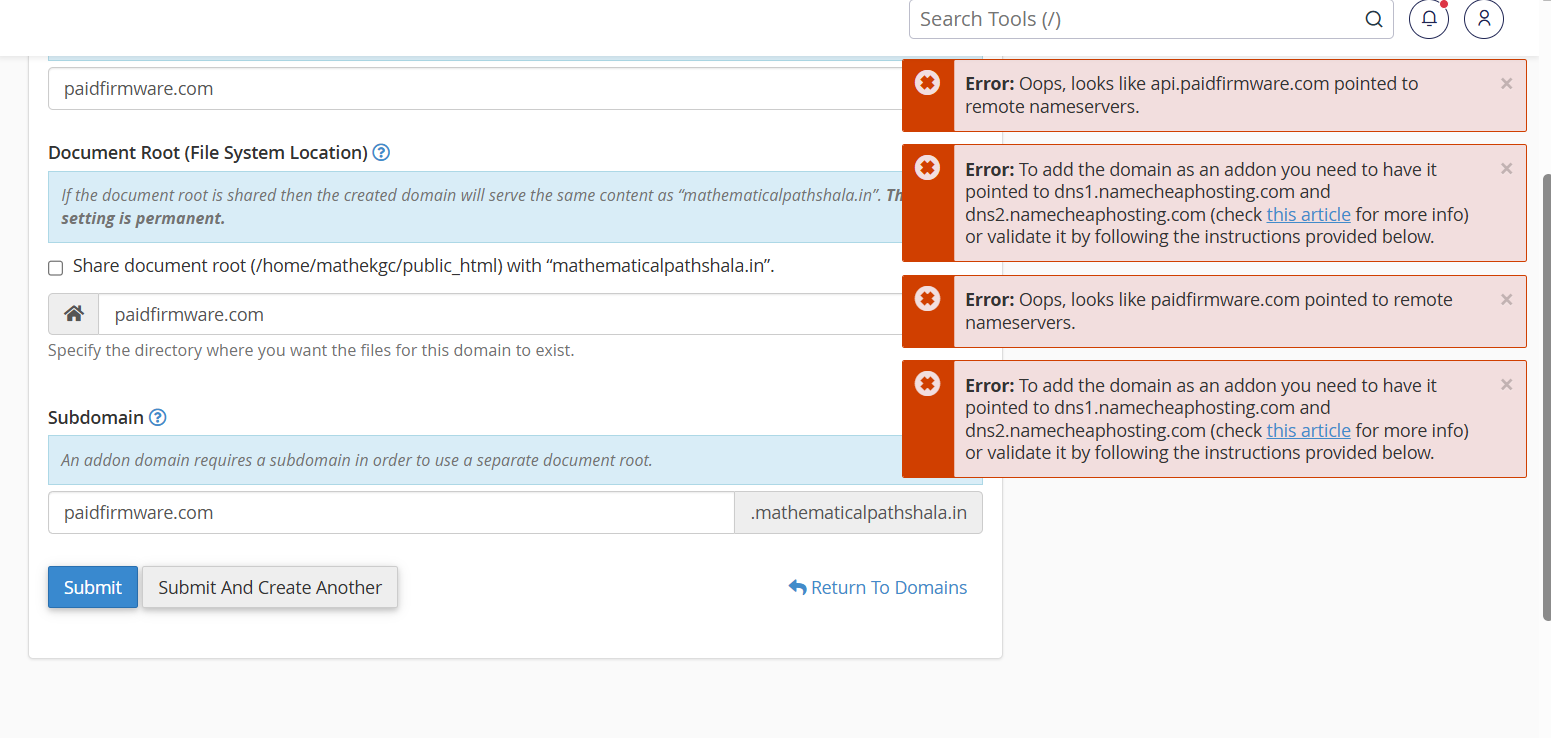 Search Tools (/)
paidfirmware.com
Document Root (File System Location)
If the document root is shared then the created domain will serve the same content as “mathematicalpathshala.in”.
setting is permanent.
Share document root (/home/mathekgc/public_html) with “mathematicalpathshala.in”.
paidfirmware.com
Specify the directory where you want the files for this domain to exist.
Subdomain
An addon domain requires a subdomain in order to use a separate document root.
paidfirmware.com
.mathematicalpathshala.in
Submit
Submit And Create Another
Return To Domains
Error: Oops, looks like api.paidfirmware.com pointed to
remote nameservers.
Error: To add the domain as an addon you need to have it
pointed to dns1.namecheaphosting.com and
dns2.namecheaphosting.com (check this article for more info)
or validate it by following the instructions provided below.
Error: Oops, looks like paidfirmware.com pointed to remote
nameservers.
Error: To add the domain as an addon you need to have it
pointed to dns1.namecheaphosting.com and
dns2.namecheaphosting.com (check this article for more info)
or validate it by following the instructions provided below.